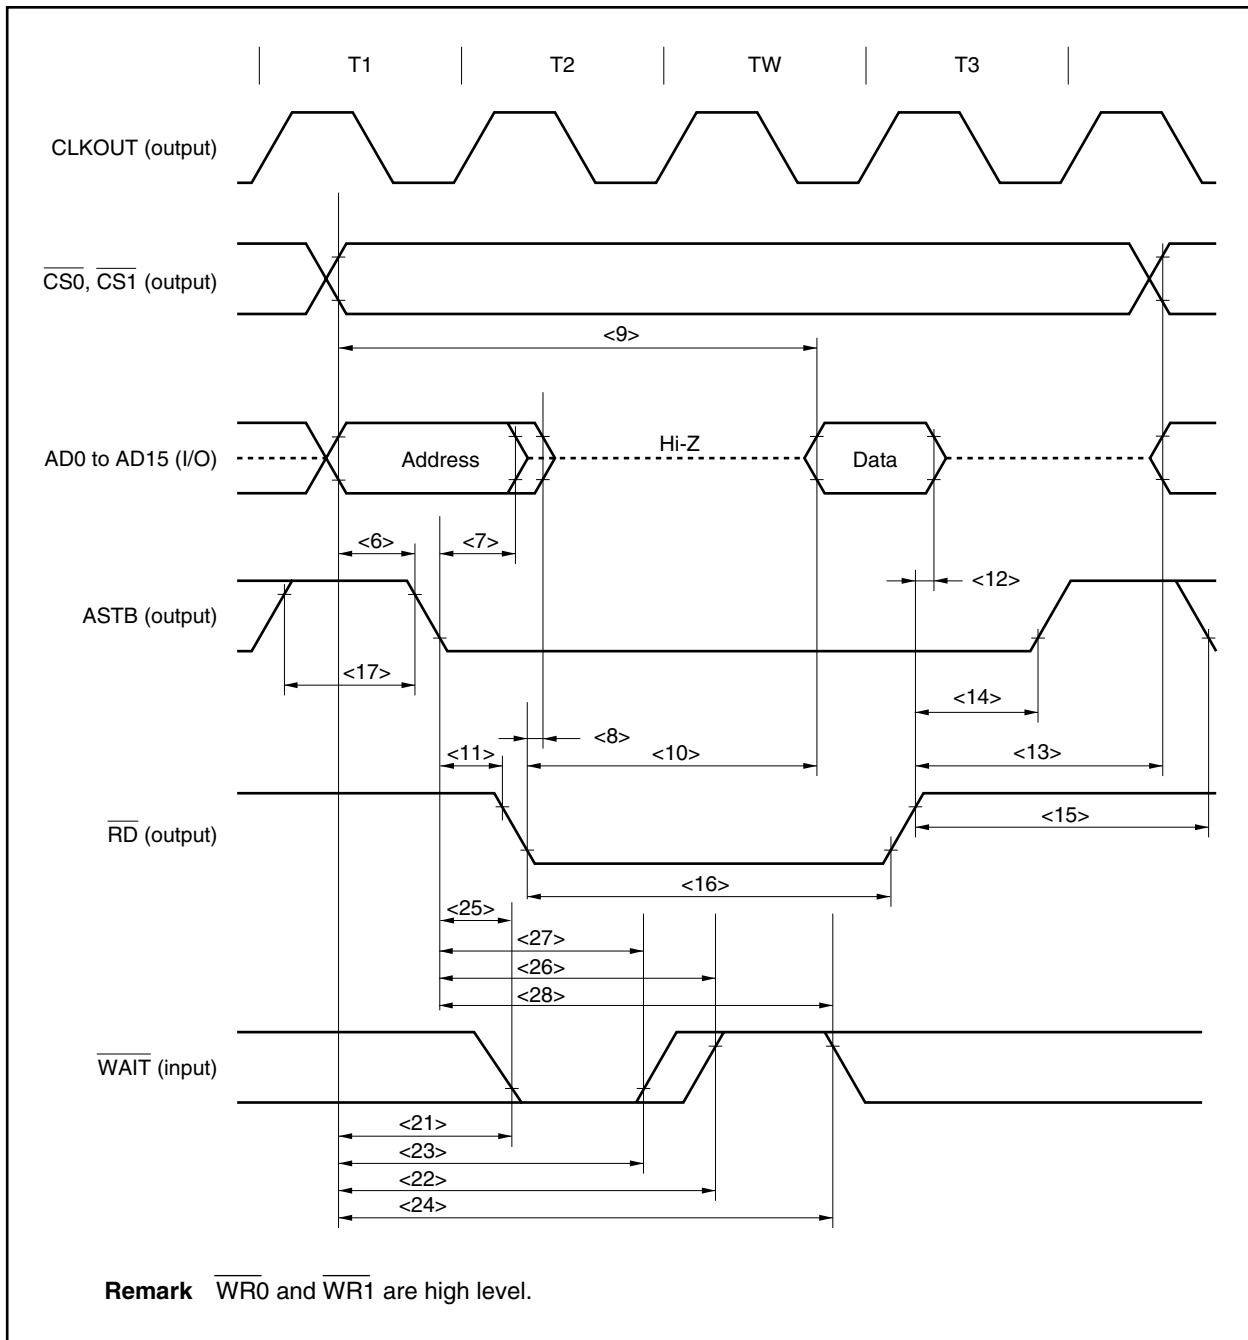 T1 T2 TW T3
CLKOUT (output)
CS0, CS1 (output)
<9>
AD0 to AD15 (I/O)
Address
Hi-Z
Data
<6>
<7>
<12>
ASTB (output)
<17>
<14>
<8>
<11>
<10>
<13>
RD (output)
<15>
<16>
<25>
<27>
<26>
<28>
WAIT (input)
<21>
<23>
<22>
<24>
Remark WR0 and WR1 are high level.